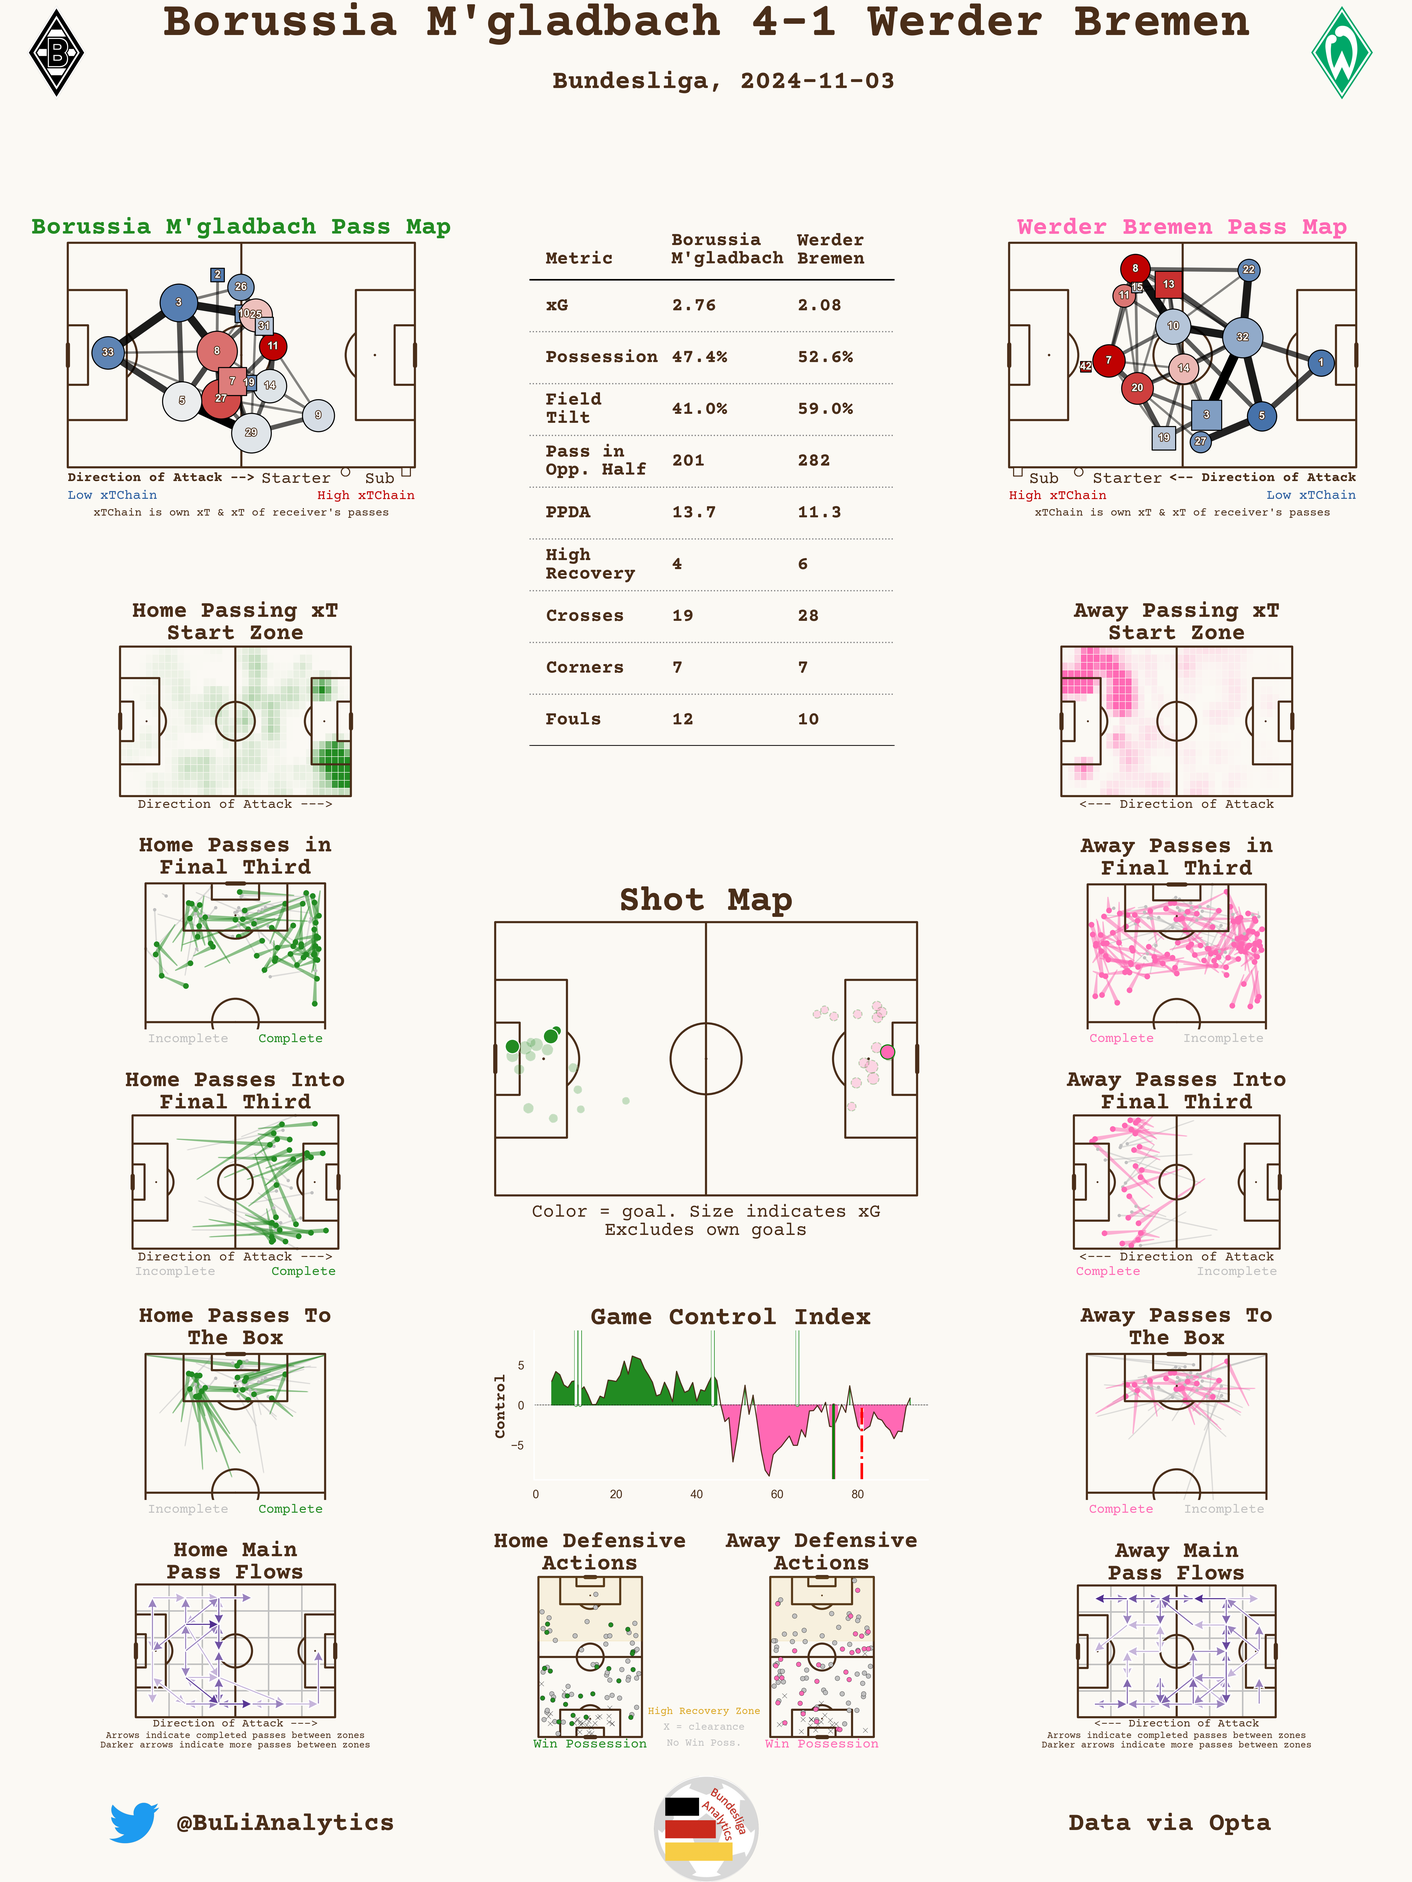 Borussia M'gladbach 4-1 Werder Bremen
Bundesliga, 2024-11-03
Borussia M'gladbach Pass Map
2
26
3
10
25
31
33
8
11
7
19
14
5
27
9
29
Direction of Attack --> Starter Sub
Low xTChain High xTChain
xTChain is own xT & xT of receiver's passes
Metric Borussia M'gladbach Werder Bremen
xG 2.76 2.08
Possession 47.4% 52.6%
Field Tilt 41.0% 59.0%
Pass in Opp. Half 201 282
PPDA 13.7 11.3
High Recovery 4 6
Crosses 19 28
Corners 7 7
Fouls 12 10
Werder Bremen Pass Map
8
22
15
13
11
10
32
7
42
14
1
20
3
5
19
27
Sub Starter <-- Direction of Attack
High xTChain Low xTChain
xTChain is own xT & xT of receiver's passes
Home Passing xT
Start Zone
Direction of Attack --->
Away Passing xT
Start Zone
<--- Direction of Attack
Home Passes in
Final Third
Incomplete Complete
Shot Map
Color = goal. Size indicates xG
Excludes own goals
Away Passes in
Final Third
Complete Incomplete
Home Passes Into
Final Third
Direction of Attack --->
Incomplete Complete
Away Passes Into
Final Third
<--- Direction of Attack
Complete Incomplete
Home Passes To
The Box
Incomplete Complete
Game Control Index
Control
5
0
−5
0 20 40 60 80
Away Passes To
The Box
Complete Incomplete
Home Main
Pass Flows
Direction of Attack --->
Arrows indicate completed passes between zones
Darker arrows indicate more passes between zones
Home Defensive
Actions
Win Possession
High Recovery Zone
X = clearance
No Win Poss.
Away Defensive
Actions
Win Possession
Away Main
Pass Flows
<--- Direction of Attack
Arrows indicate completed passes between zones
Darker arrows indicate more passes between zones
@BuLiAnalytics
Bundesliga
Analytics
Data via Opta
B
W